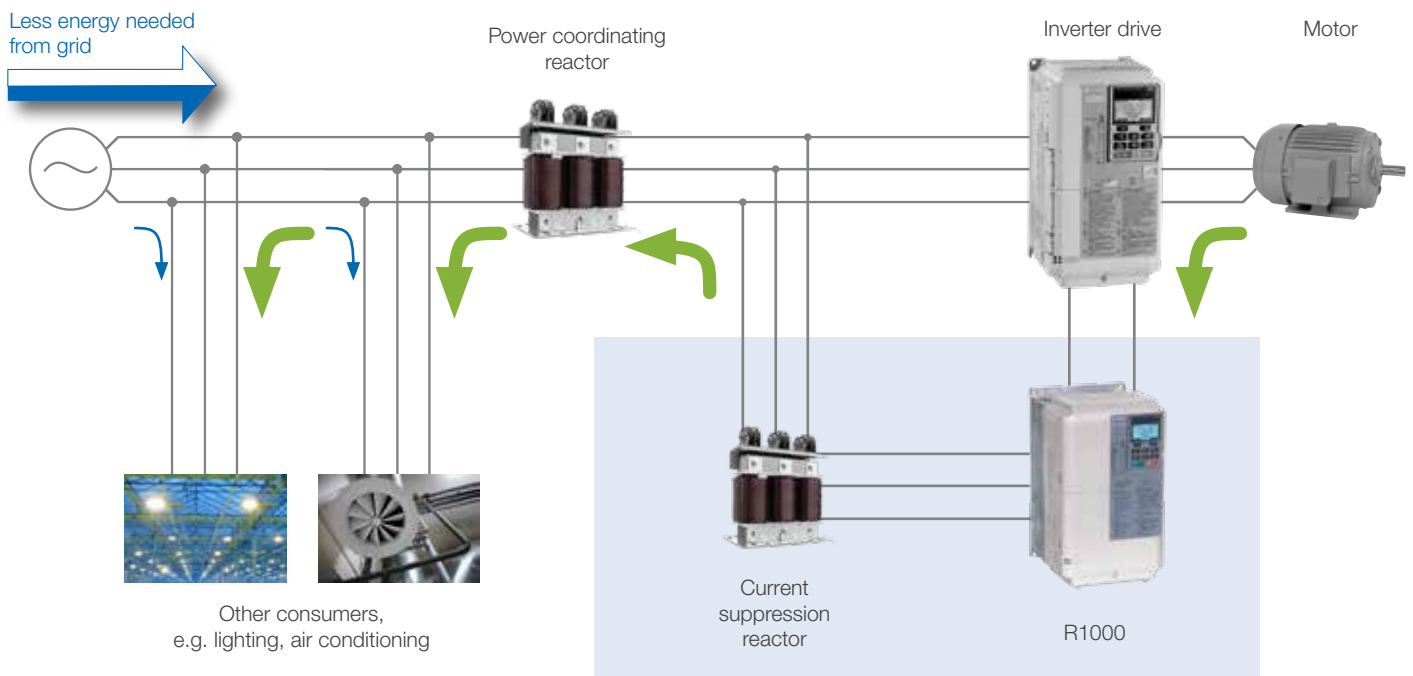 Less energy needed
from grid
Power coordinating
reactor
Inverter drive
Motor
Other consumers,
e.g. lighting, air conditioning
Current
suppression
reactor
R1000